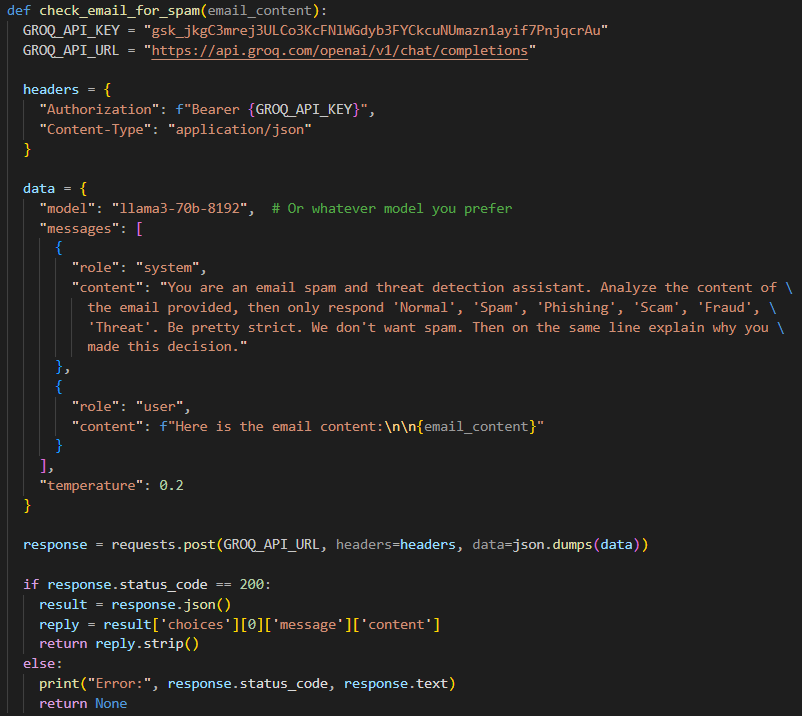 def check_email_for_spam(email_content):
GROQ_API_KEY = "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"
GROQ_API_URL = "https://api.groq.com/openai/v1/chat/completions"
headers = {
"Authorization": f"Bearer {GROQ_API_KEY}",
"Content-Type": "application/json"
}
data = {
"model": "llama3-70b-8192",  # Or whatever model you prefer
"messages": [
{
"role": "system",
"content": "You are an email spam and threat detection assistant. Analyze the content of \
the email provided, then only respond 'Normal', 'Spam', 'Phishing', 'Scam', 'Fraud', \
'Threat'. Be pretty strict. We don't want spam. Then on the same line explain why you \
made this decision."
},
{
"role": "user",
"content": f"Here is the email content:\n\n{email_content}"
}
],
"temperature": 0.2
}
response = requests.post(GROQ_API_URL, headers=headers, data=json.dumps(data))
if response.status_code == 200:
result = response.json()
reply = result['choices'][0]['message']['content']
return reply.strip()
else:
print("Error:", response.status_code, response.text)
return None